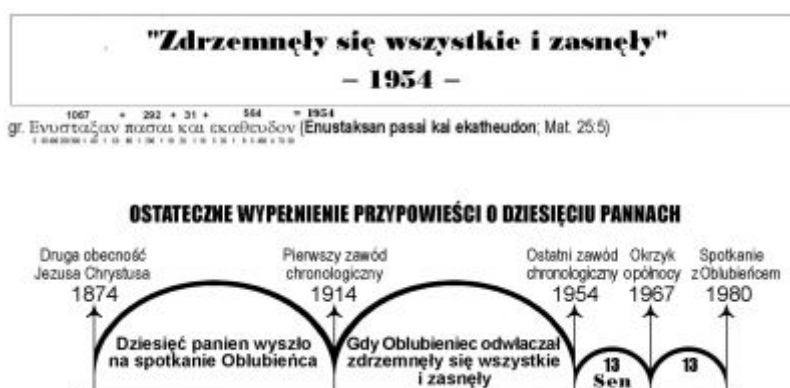 "Zdrzemnęły się wszystkie i zasnęły"
– 1954 –
1067 + 292 + 31 + 564 = 1954
gr. Ενυσταξαν πασαι και εκαθευδον (Enustaksan pasai kai ekatheudon; Mat. 25:5)
OSTATECZNE WYPEŁNIENIE PRZYPOWIEŚCI O DZIESIĘCIU PANNACH
Druga obecność
Jezusa Chrystusa
1874
Pierwszy zawód
chronologiczny
1914
Ostatni zawód
chronologiczny
1954
Okrzyk
opółnocy
1967
Spotkanie
z Oblubieńcem
1980
Dziesięć panien wyszło
na spotkanie Oblubieńca
Gdy Oblubieniec odwłaczał
zdrzemnęły się wszystkie
i zasnęły
13
Sen
13